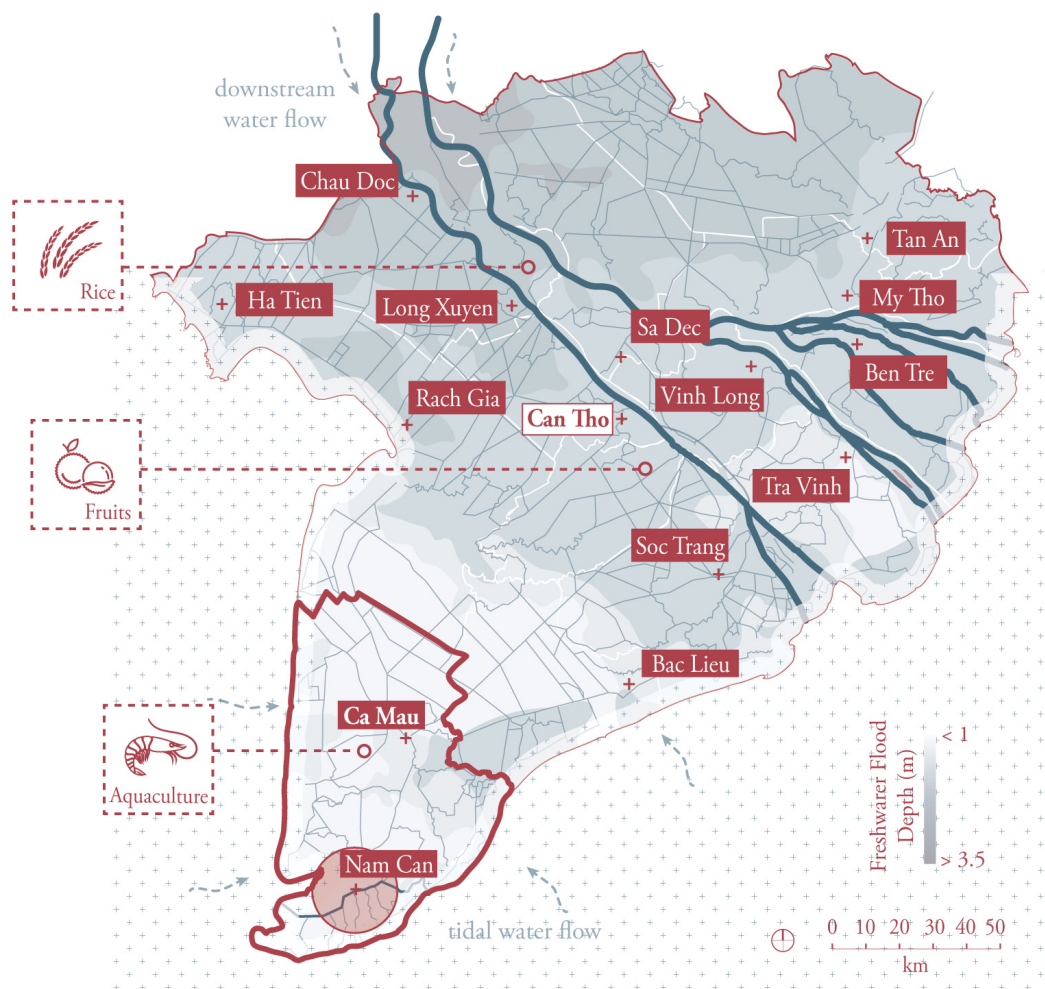 downstream
water flow
Chau Doc
Tan An
Rice
Ha Tien
Long Xuyen
My Tho
Sa Dec
Ben Tre
Rach Gia
Vinh Long
Can Tho
Fruits
Tra Vinh
Soc Trang
Bac Lieu
Ca Mau
Aquaculture
Nam Can
tidal water flow
Freshwarer Flood
Depth (m)
< 1
> 3.5
0 10 20 30 40 50
km